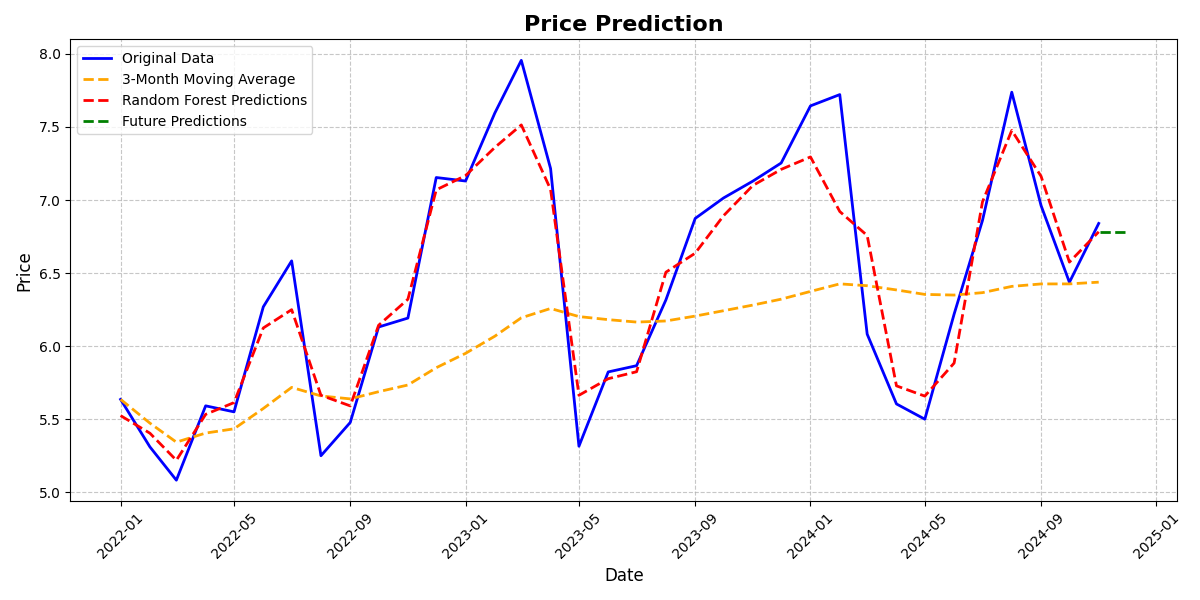 Price Prediction
Original Data
3-Month Moving Average
Random Forest Predictions
Future Predictions
Price
8.0
7.5
7.0
6.5
6.0
5.5
5.0
2022-01
2022-05
2022-09
2023-01
2023-05
2023-09
2024-01
2024-05
2024-09
2025-01
Date